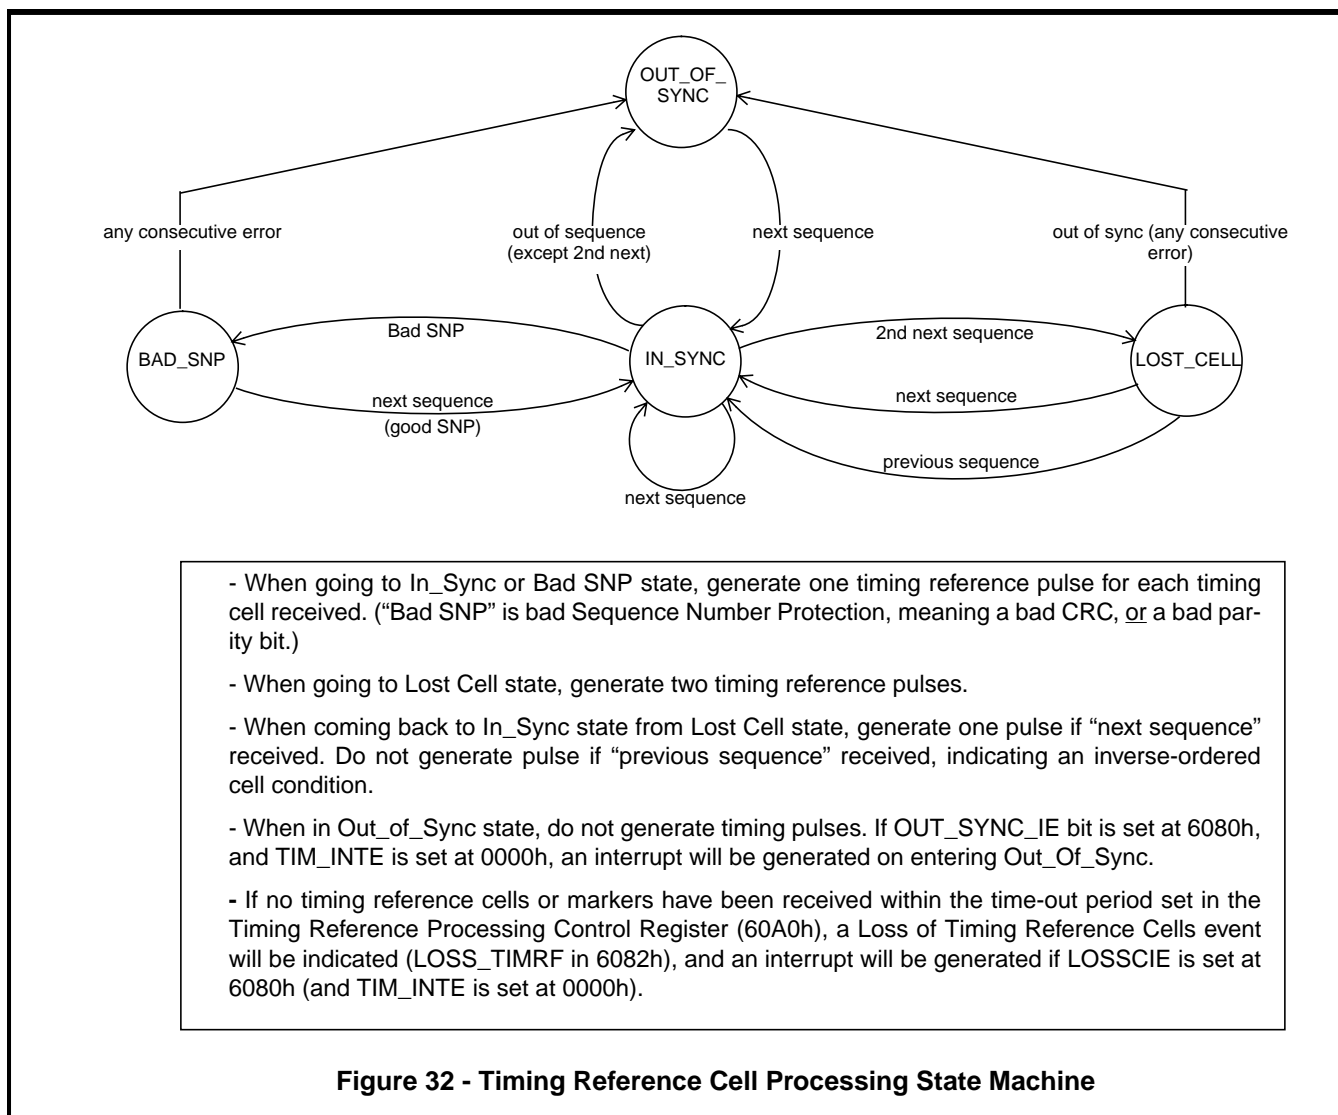 OUT_OF_
SYNC
any consecutive error
out of sequence
(except 2nd next)
next sequence
out of sync (any consecutive
error)
Bad SNP
2nd next sequence
BAD_SNP
IN_SYNC
LOST_CELL
next sequence
(good SNP)
next sequence
previous sequence
next sequence
- When going to In_Sync or Bad SNP state, generate one timing reference pulse for each timing
cell received. (“Bad SNP” is bad Sequence Number Protection, meaning a bad CRC, or a bad par-
ity bit.)
- When going to Lost Cell state, generate two timing reference pulses.
- When coming back to In_Sync state from Lost Cell state, generate one pulse if “next sequence”
received. Do not generate pulse if “previous sequence” received, indicating an inverse-ordered
cell condition.
- When in Out_of_Sync state, do not generate timing pulses. If OUT_SYNC_IE bit is set at 6080h,
and TIM_INTE is set at 0000h, an interrupt will be generated on entering Out_Of_Sync.
- If no timing reference cells or markers have been received within the time-out period set in the
Timing Reference Processing Control Register (60A0h), a Loss of Timing Reference Cells event
will be indicated (LOSS_TIMRF in 6082h), and an interrupt will be generated if LOSSCIE is set at
6080h (and TIM_INTE is set at 0000h).
Figure 32 - Timing Reference Cell Processing State Machine